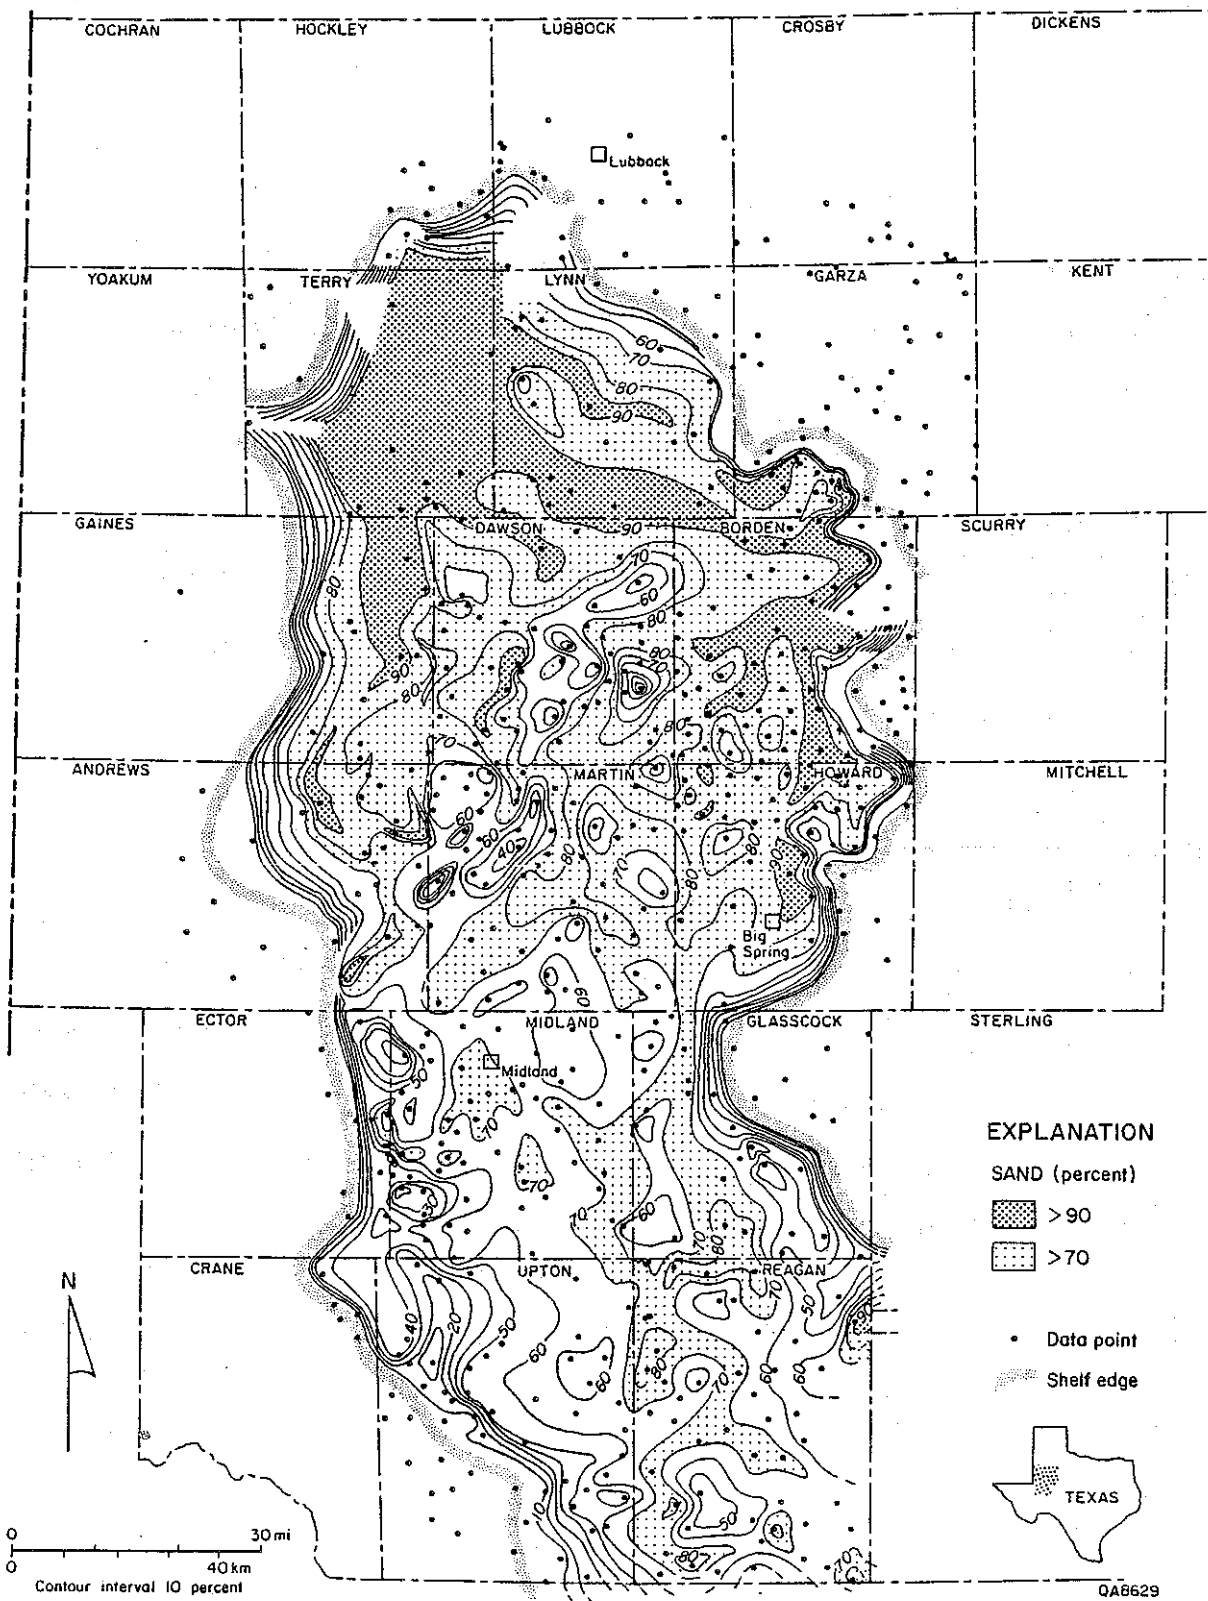 COCHRAN
HOCKLEY
LUBBOCK
CROSBY
DICKENS
Lubbock
YOAKUM
TERRY
LYNN
GARZA
KENT
60
70
80
90
GAINES
DAWSON
90
BORDEN
SCURRY
70
60
80
80
80
70
90
80
80
70
ANDREWS
MARTIN
HOWARD
MITCHELL
60
60
40
80
80
90
70
80
Big
Spring
60
ECTOR
MIDLAND
GLASSCOCK
STERLING
Midland
50
70
EXPLANATION
SAND (percent)
>90
>70
70
30
70
60
70
80
CRANE
UPTON
REAGAN
N
40
20
50
60
60
80
70
70
50
90
60
60
Data point
Shelf edge
TEXAS
10
50
80
70
0
30 mi
0
40 km
Contour interval 10 percent
QA8629